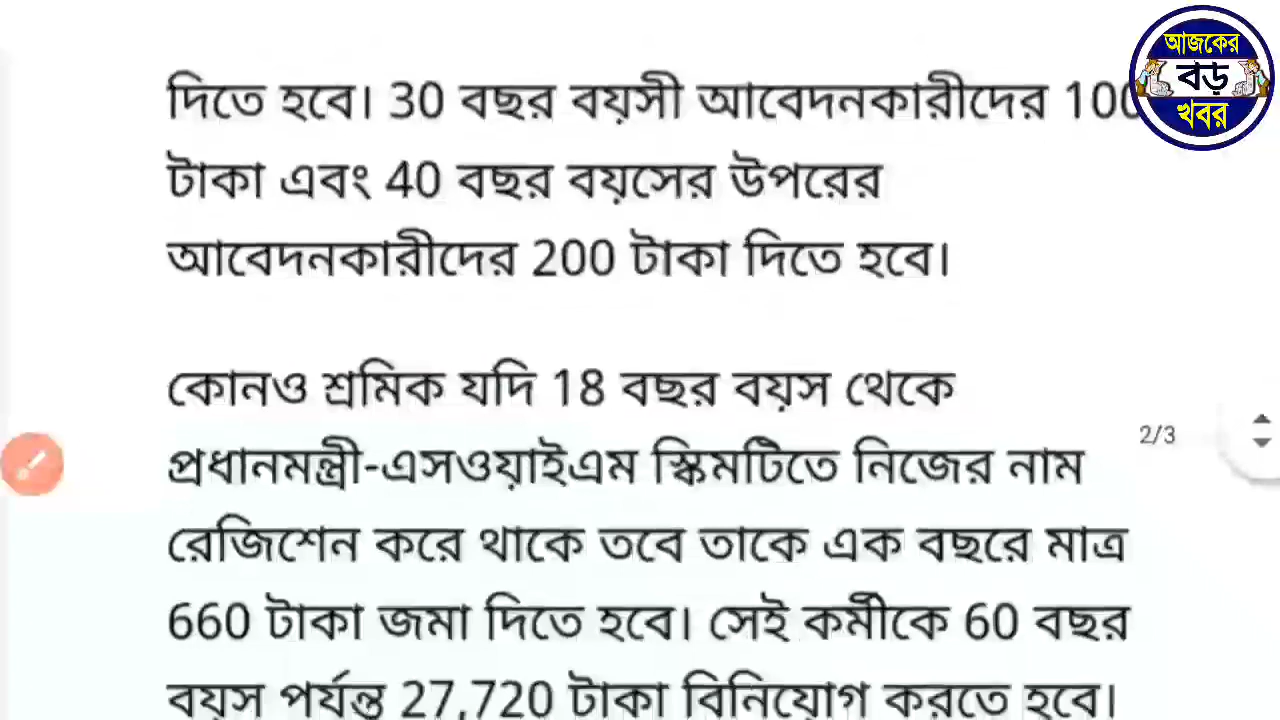 আজকের
বড়
খবর
দিতে হবে। 30 বছর বয়সী আবেদনকারীদের 100
টাকা এবং 40 বছর বয়সের উপরের
আবেদনকারীদের 200 টাকা দিতে হবে।
কোনও শ্রমিক যদি 18 বছর বয়স থেকে
প্রধানমন্ত্রী-এসওয়াইএম স্কিমটিতে নিজের নাম
রেজিশেন করে থাকে তবে তাকে এক বছরে মাত্র
660 টাকা জমা দিতে হবে। সেই কর্মীকে 60 বছর
বয়স পর্যন্ত 27,720 টাকা বিনিয়োগ করতে হবে।
2/3